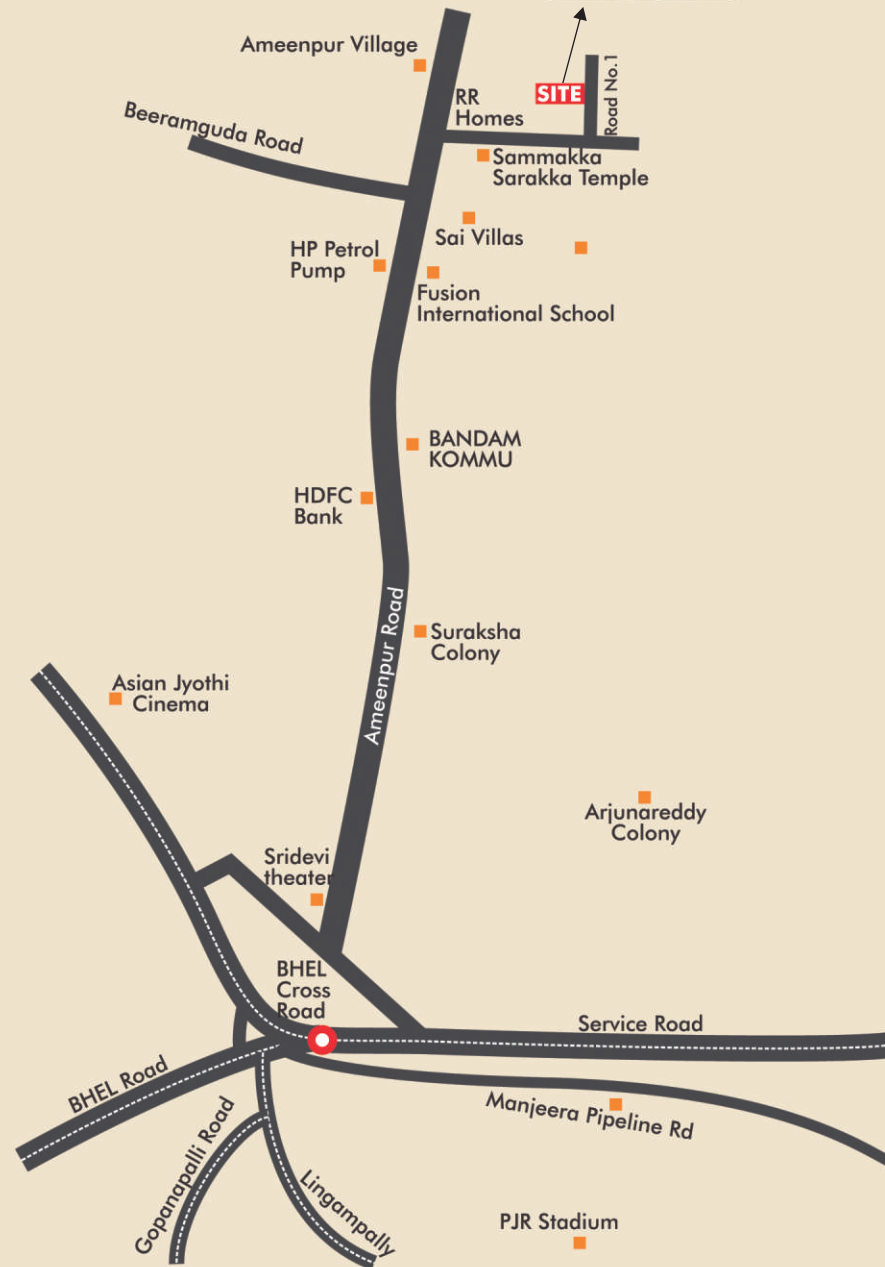 Ameenpur Village
SITE
Road No.1
RR
Homes
Beeramguda Road
Sammakka
Sarakka Temple
Sai Villas
HP Petrol
Pump
Fusion
International School
BANDAM
KOMMU
HDFC
Bank
Ameenpur Road
Suraksha
Colony
Asian Jyothi
Cinema
Arjunareddy
Colony
Sridevi
theater
BHEL
Cross
Road
Service Road
BHEL Road
Manjeera Pipeline Rd
Gopanapalli Road
Lingampally
PJR Stadium